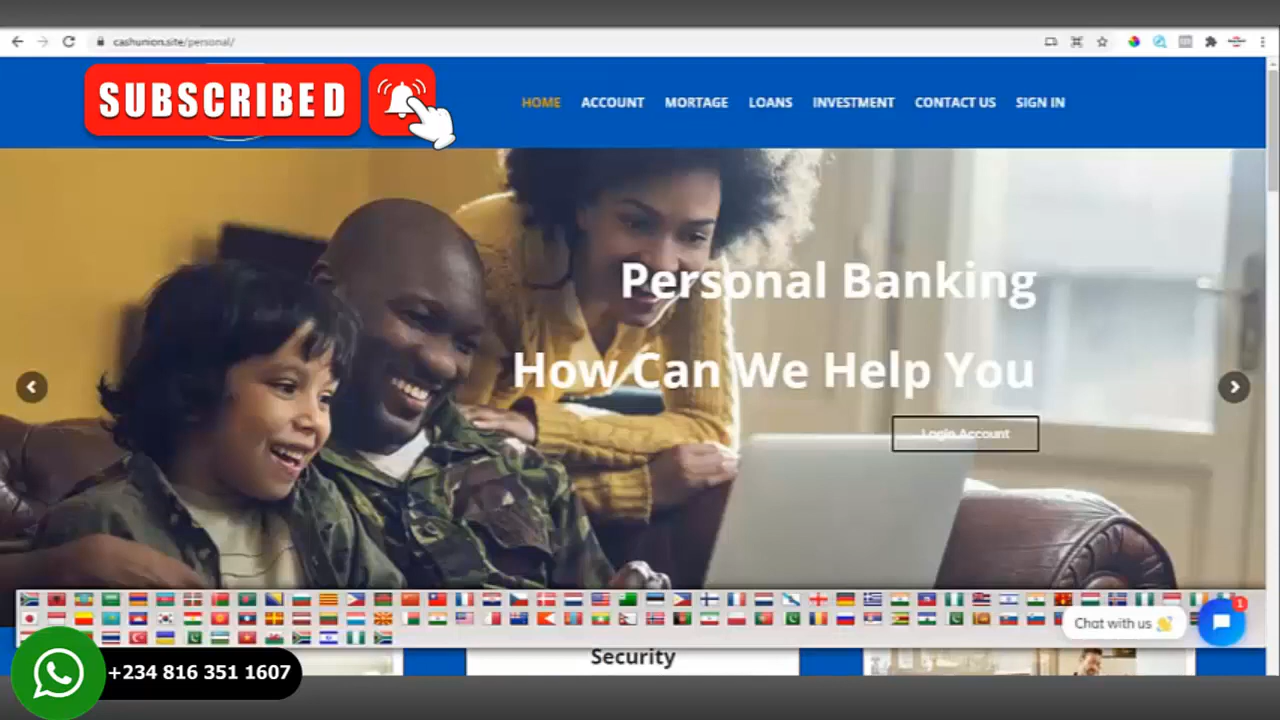 cashunion.site/personal/
SUBSCRIBED
HOME ACCOUNT MORTAGE LOANS INVESTMENT CONTACT US SIGN IN
Personal Banking
How Can We Help You
Login Account
1
Chat with us
Security
+234 816 351 1607